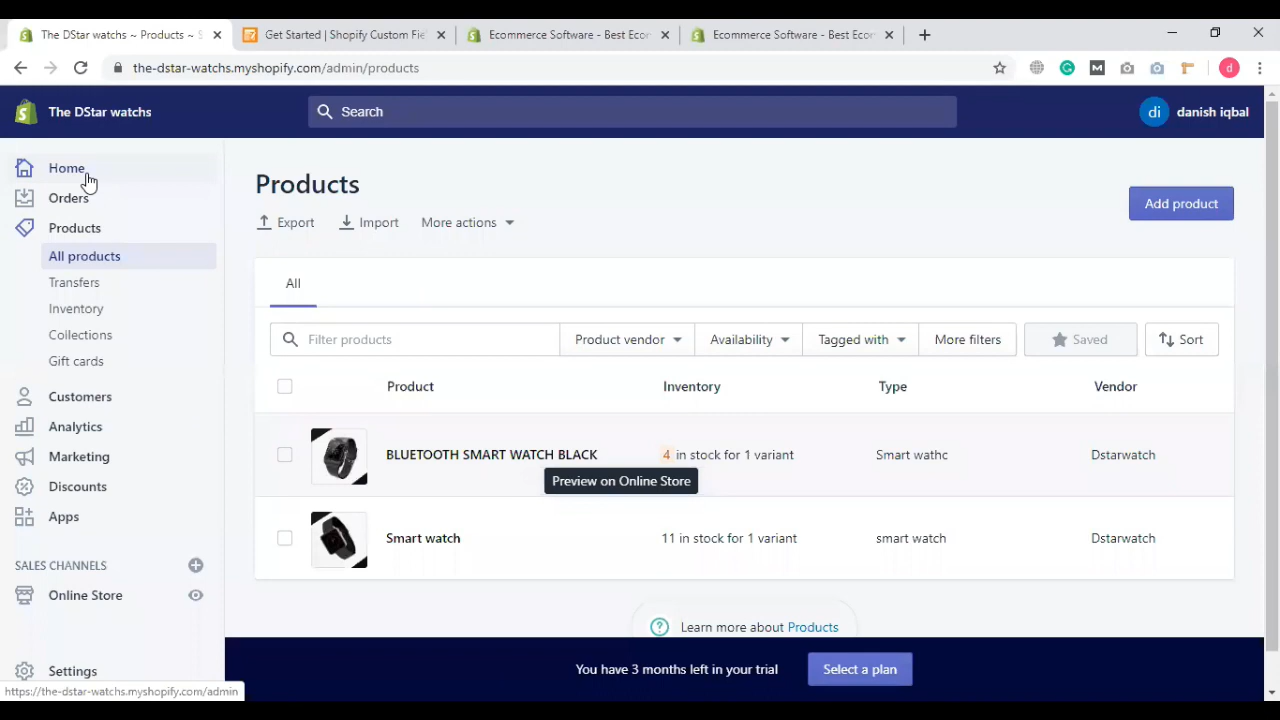 The DStar watchs ~ Products ~ S
Get Started | Shopify Custom Fie
Ecommerce Software - Best Econ
Ecommerce Software - Best Econ
the-dstar-watchs.myshopify.com/admin/products
M
d
The DStar watchs
Search
di
danish iqbal
Home
Orders
Products
All products
Transfers
Inventory
Collections
Gift cards
Customers
Analytics
Marketing
Discounts
Apps
SALES CHANNELS
Online Store
Settings
https://the-dstar-watchs.myshopify.com/admin
Products
Export Import More actions
Add product
All
Filter products Product vendor Availability Tagged with More filters Saved Sort
Product Inventory Type Vendor
BLUETOOTH SMART WATCH BLACK 4 in stock for 1 variant Smart wathc Dstarwatch
Preview on Online Store
Smart watch 11 in stock for 1 variant smart watch Dstarwatch
Learn more about Products
You have 3 months left in your trial Select a plan